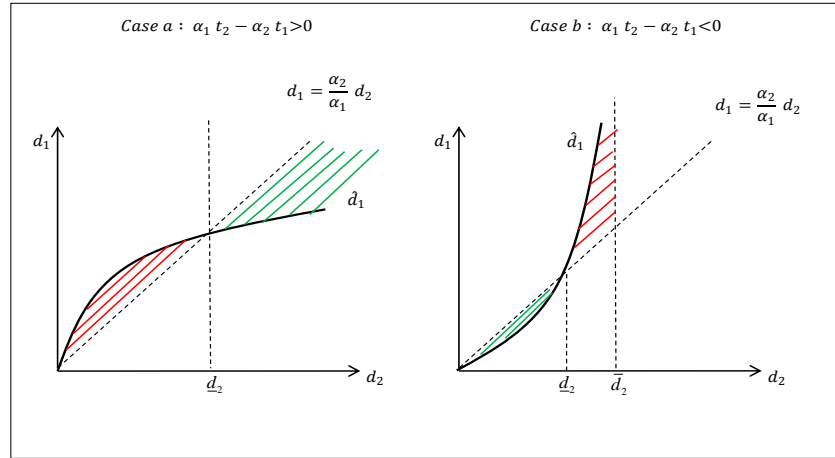 Case a : α₁ t₂ − α₂ t₁>0
d₁ = α₂/α₁ d₂
d₁
d̂₁
d̲₂
d₂
Case b : α₁ t₂ − α₂ t₁<0
d₁ = α₂/α₁ d₂
d₁
d̂₁
d̲₂
d̅₂
d₂